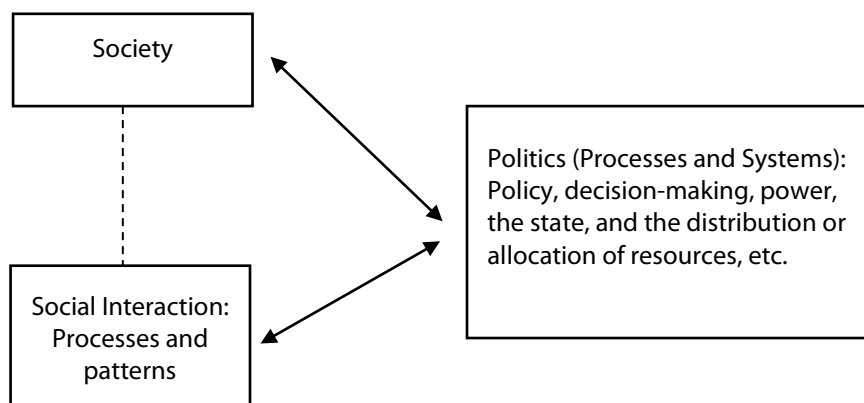 Society
Politics (Processes and Systems):
Policy, decision-making, power,
the state, and the distribution or
allocation of resources, etc.
Social Interaction:
Processes and
patterns